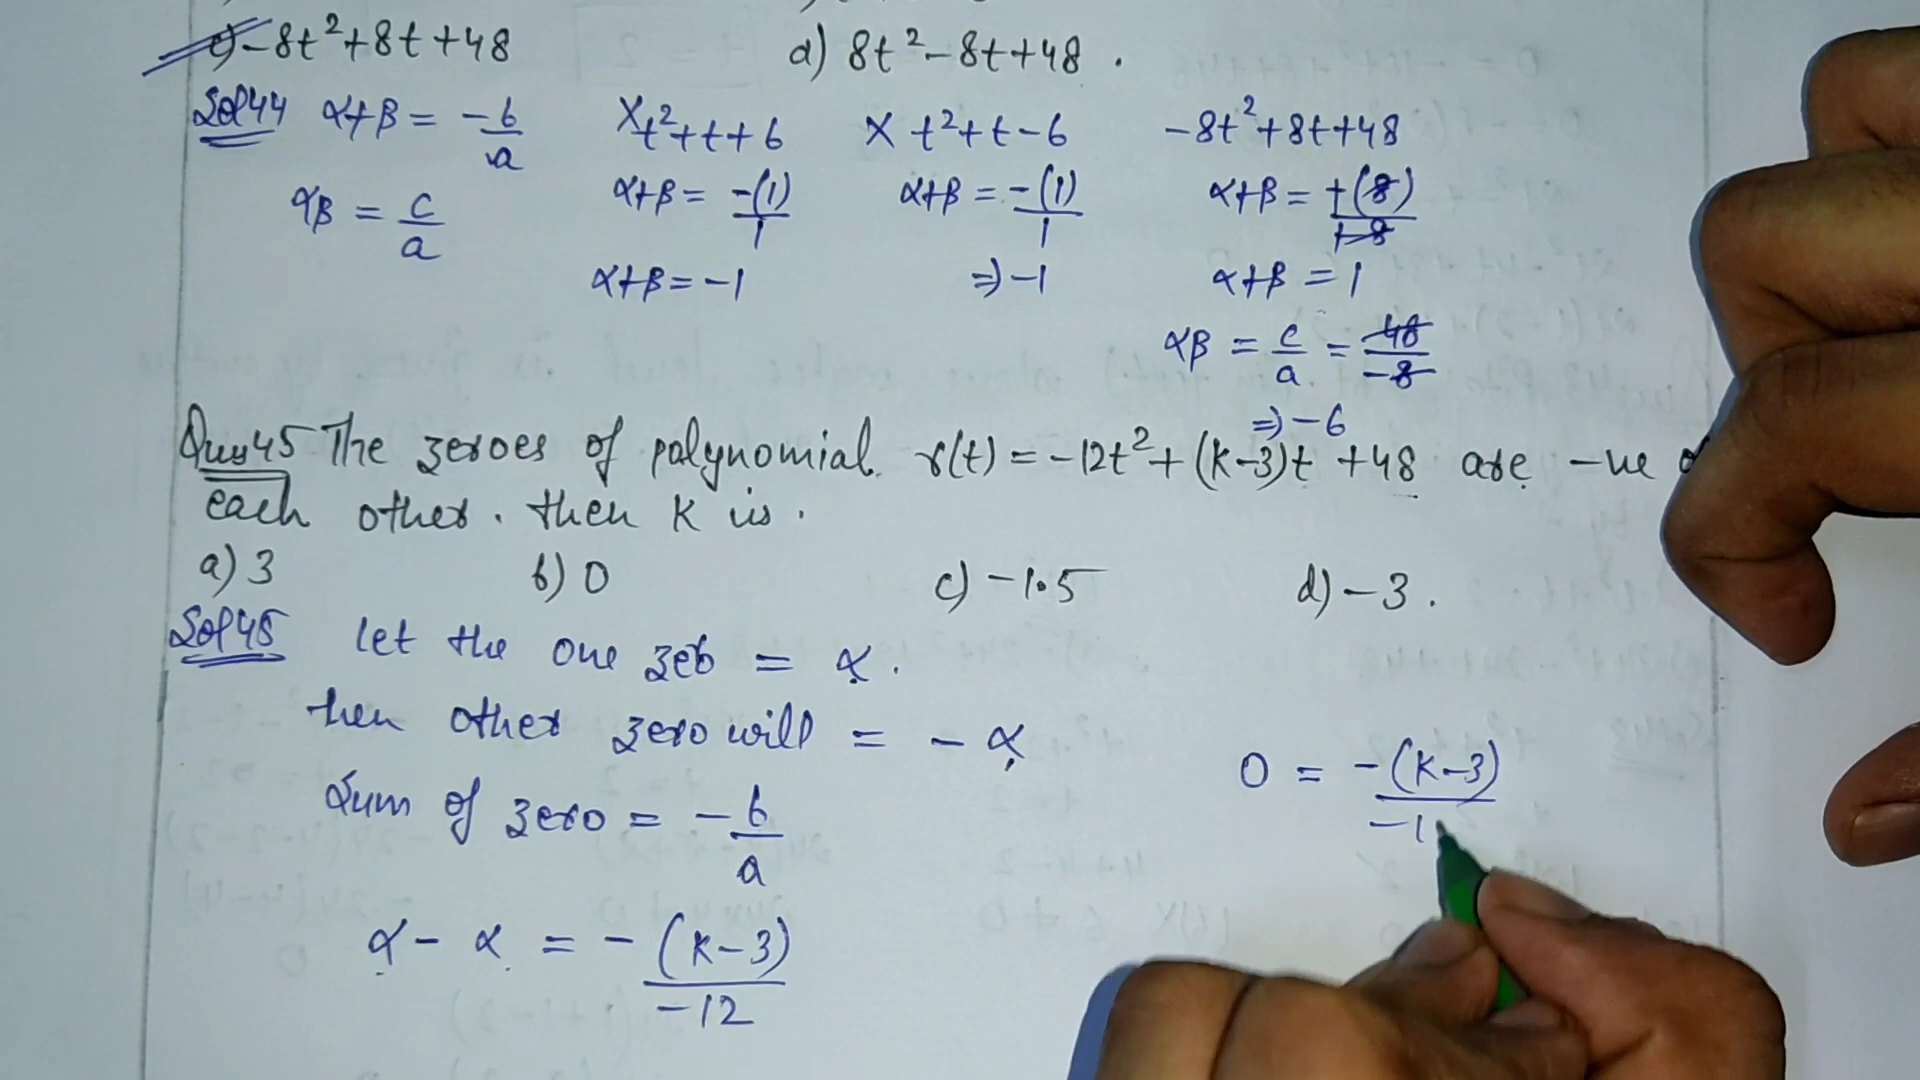 c) -8t²+8t+48
d) 8t²-8t+48 .
Sol44 α+β = -b/a
αβ = c/a
X t²+t+6
α+β = -(1)/1
α+β = -1
X t²+t-6
α+β = -(1)/1
=) -1
-8t²+8t+48
α+β = +(8)/+8
α+β = 1
αβ = c/a = 48/-8
=) -6
Ques45 The zeroes of polynomial r(t) = -12t²+(k-3)t +48 are -ve
each other. then K is.
a) 3
b) 0
c) -1.5
d) -3.
Sol45 let the one zeo = α.
then other zero will = - α
Sum of zero = -b/a
α - α = -(k-3)/-12
0 = -(k-3)/-1